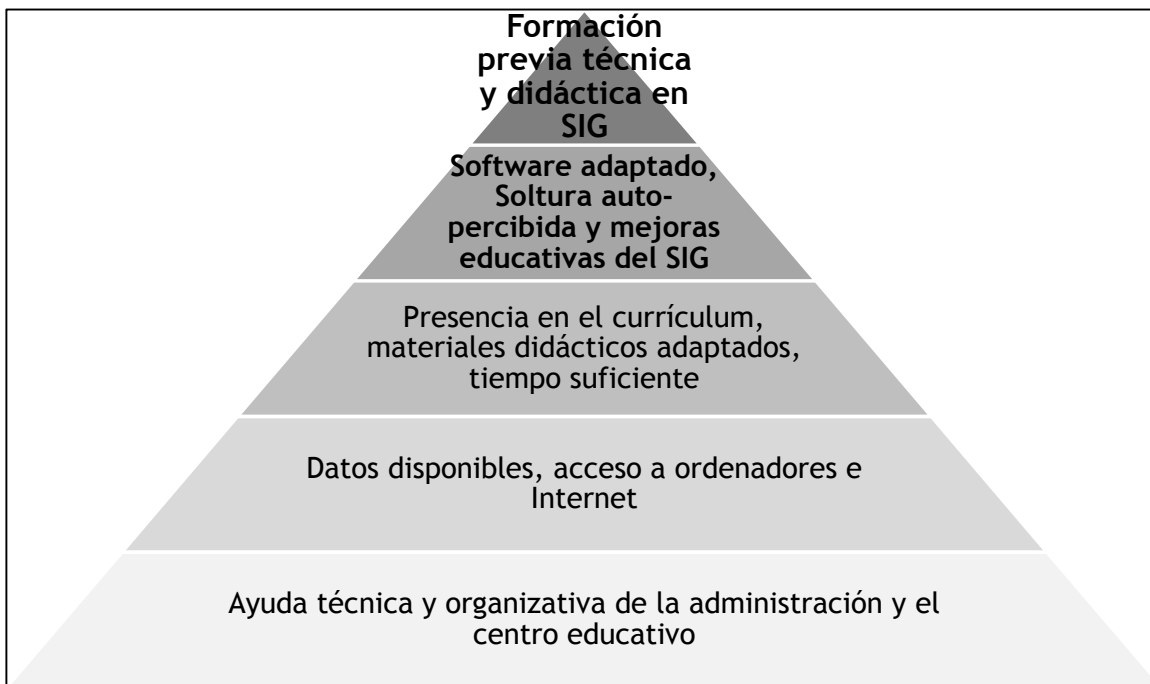 Formación
previa técnica
y didáctica en
SIG
Software adaptado,
Soltura auto-
percibida y mejoras
educativas del SIG
Presencia en el currículum,
materiales didácticos adaptados,
tiempo suficiente
Datos disponibles, acceso a ordenadores e
Internet
Ayuda técnica y organizativa de la administración y el
centro educativo